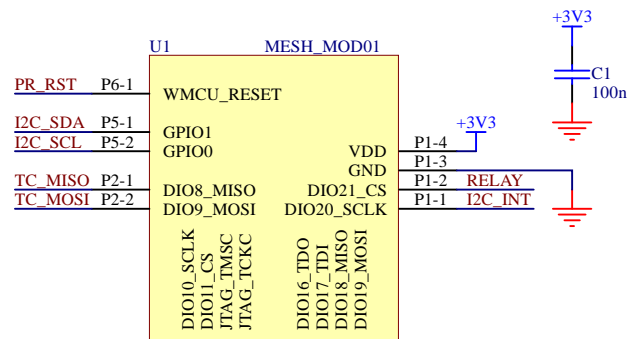 +3V3
U1 MESH_MOD01
C1
100n
PR_RST P6-1 WMCU_RESET
I2C_SDA P5-1 GPIO1
I2C_SCL P5-2 GPIO0
+3V3
VDD P1-4
GND P1-3
TC_MISO P2-1 DIO8_MISO DIO21_CS P1-2 RELAY
TC_MOSI P2-2 DIO9_MOSI DIO20_SCLK P1-1 I2C_INT
DIO10_SCLK
DIO11_CS
JTAG_TMSC
JTAG_TCKC
DIO16_TDO
DIO17_TDI
DIO18_MISO
DIO19_MOSI